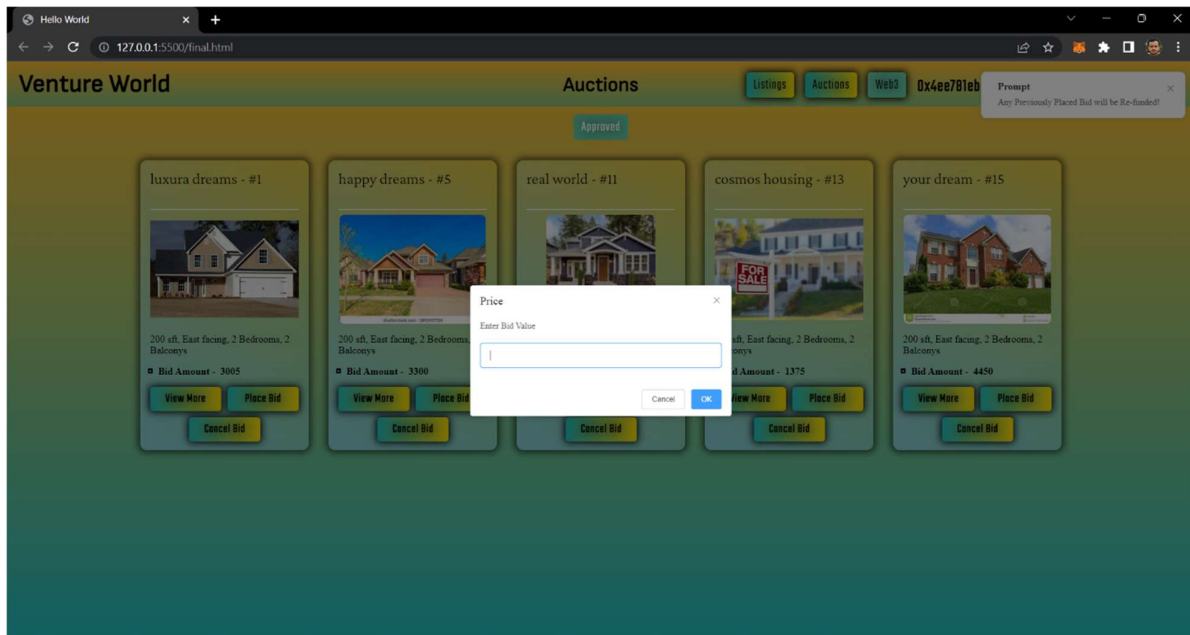 Hello World
127.0.0.1:5500/final.html
Venture World
Auctions
Listings
Auctions
Web3
0x4ee781eb
Prompt
Any Previously Placed Bid will be Re-funded!
Approved
luxura dreams - #1
happy dreams - #5
real world - #11
cosmos housing - #13
your dream - #15
FOR
SALE
200 sft, East facing, 2 Bedrooms, 2
Balconys
Bid Amount - 3005
View More
Place Bid
Cancel Bid
200 sft, East facing, 2 Bedrooms,
Balconys
Bid Amount - 3300
View More
Place Bid
Cancel Bid
Price
Enter Bid Value
Cancel
OK
Cancel Bid
sft, East facing, 2 Bedrooms, 2
onys
d Amount - 1375
View More
Place Bid
Cancel Bid
200 sft, East facing, 2 Bedrooms, 2
Balconys
Bid Amount - 4450
View More
Place Bid
Cancel Bid